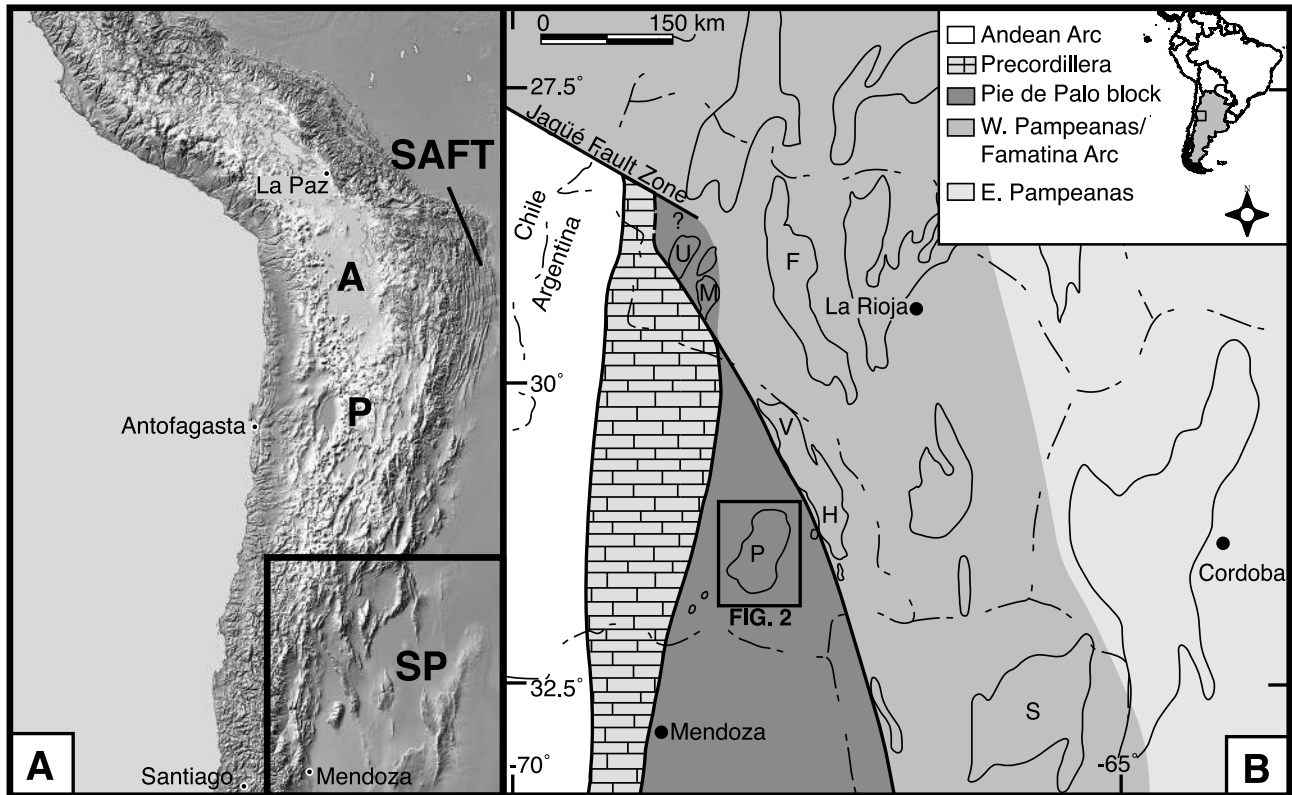 SAFT
La Paz
A
P
Antofagasta
SP
A
Santiago
Mendoza
0 150 km
27.5°
Jaqüé Fault Zone
Chile
Argentina
?
U
M
F
La Rioja
30°
V
H
P
FIG. 2
Cordoba
32.5°
S
Mendoza
-70°
-65°
B
Andean Arc
Precordillera
Pie de Palo block
W. Pampeanas/
Famatina Arc
E. Pampeanas
N